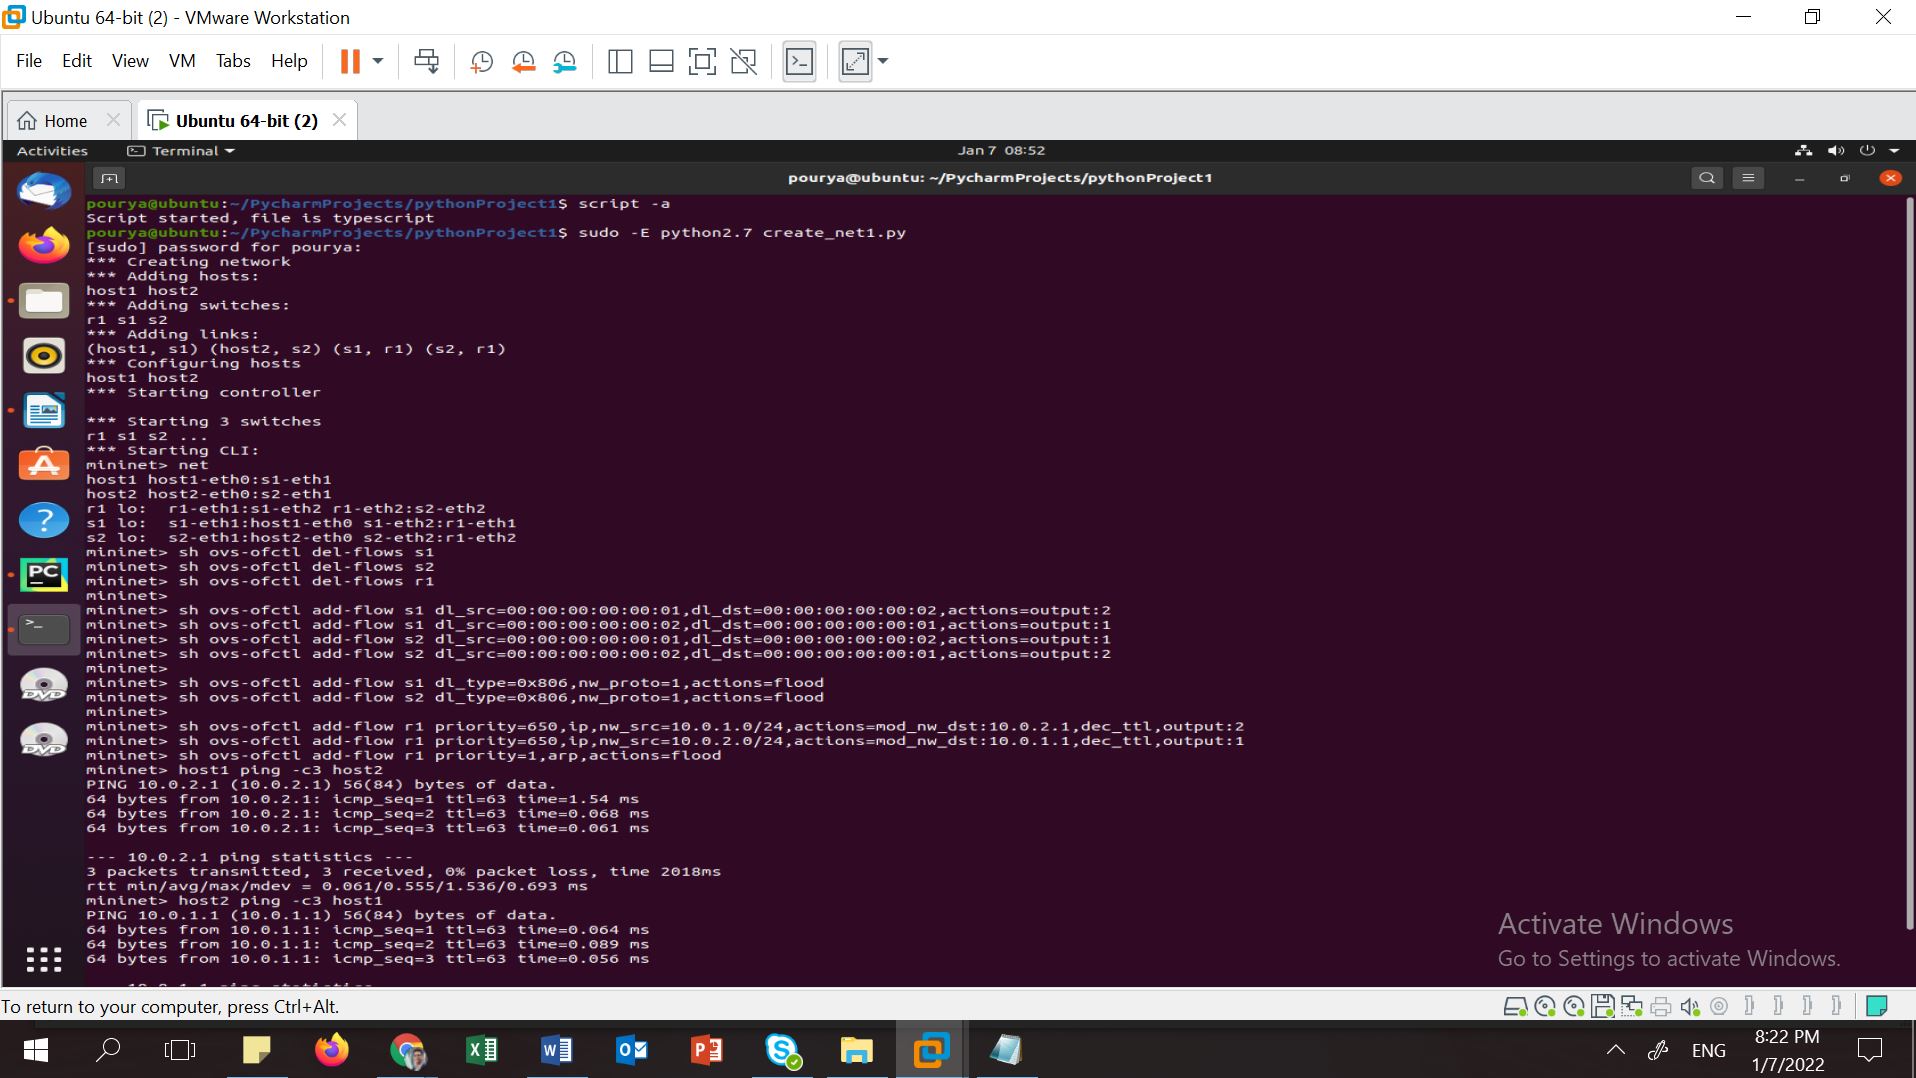 Ubuntu 64-bit (2) - VMware Workstation
File Edit View VM Tabs Help
Home
Ubuntu 64-bit (2)
Activities Terminal Jan 7 08:52
pourya@ubuntu: ~/PycharmProjects/pythonProject1
pourya@ubuntu:~/PycharmProjects/pythonProject1$ script -a
Script started, file is typescript
pourya@ubuntu:~/PycharmProjects/pythonProject1$ sudo -E python2.7 create_net1.py
[sudo] password for pourya:
*** Creating network
*** Adding hosts:
host1 host2
*** Adding switches:
r1 s1 s2
*** Adding links:
(host1, s1) (host2, s2) (s1, r1) (s2, r1)
*** Configuring hosts
host1 host2
*** Starting controller
*** Starting 3 switches
r1 s1 s2 ...
*** Starting CLI:
mininet> net
host1 host1-eth0:s1-eth1
host2 host2-eth0:s2-eth1
r1 lo:  r1-eth1:s1-eth2 r1-eth2:s2-eth2
s1 lo:  s1-eth1:host1-eth0 s1-eth2:r1-eth1
s2 lo:  s2-eth1:host2-eth0 s2-eth2:r1-eth2
mininet> sh ovs-ofctl del-flows s1
mininet> sh ovs-ofctl del-flows s2
mininet> sh ovs-ofctl del-flows r1
mininet>
mininet> sh ovs-ofctl add-flow s1 dl_src=00:00:00:00:00:01,dl_dst=00:00:00:00:00:02,actions=output:2
mininet> sh ovs-ofctl add-flow s1 dl_src=00:00:00:00:00:02,dl_dst=00:00:00:00:00:01,actions=output:1
mininet> sh ovs-ofctl add-flow s2 dl_src=00:00:00:00:00:01,dl_dst=00:00:00:00:00:02,actions=output:1
mininet> sh ovs-ofctl add-flow s2 dl_src=00:00:00:00:00:02,dl_dst=00:00:00:00:00:01,actions=output:2
mininet>
mininet> sh ovs-ofctl add-flow s1 dl_type=0x806,nw_proto=1,actions=flood
mininet> sh ovs-ofctl add-flow s2 dl_type=0x806,nw_proto=1,actions=flood
mininet>
mininet> sh ovs-ofctl add-flow r1 priority=650,ip,nw_src=10.0.1.0/24,actions=mod_nw_dst:10.0.2.1,dec_ttl,output:2
mininet> sh ovs-ofctl add-flow r1 priority=650,ip,nw_src=10.0.2.0/24,actions=mod_nw_dst:10.0.1.1,dec_ttl,output:1
mininet> sh ovs-ofctl add-flow r1 priority=1,arp,actions=flood
mininet> host1 ping -c3 host2
PING 10.0.2.1 (10.0.2.1) 56(84) bytes of data.
64 bytes from 10.0.2.1: icmp_seq=1 ttl=63 time=1.54 ms
64 bytes from 10.0.2.1: icmp_seq=2 ttl=63 time=0.068 ms
64 bytes from 10.0.2.1: icmp_seq=3 ttl=63 time=0.061 ms
--- 10.0.2.1 ping statistics ---
3 packets transmitted, 3 received, 0% packet loss, time 2018ms
rtt min/avg/max/mdev = 0.061/0.555/1.536/0.693 ms
mininet> host2 ping -c3 host1
PING 10.0.1.1 (10.0.1.1) 56(84) bytes of data.
64 bytes from 10.0.1.1: icmp_seq=1 ttl=63 time=0.064 ms
64 bytes from 10.0.1.1: icmp_seq=2 ttl=63 time=0.089 ms
64 bytes from 10.0.1.1: icmp_seq=3 ttl=63 time=0.056 ms
Activate Windows
Go to Settings to activate Windows.
To return to your computer, press Ctrl+Alt.
ENG
8:22 PM
1/7/2022